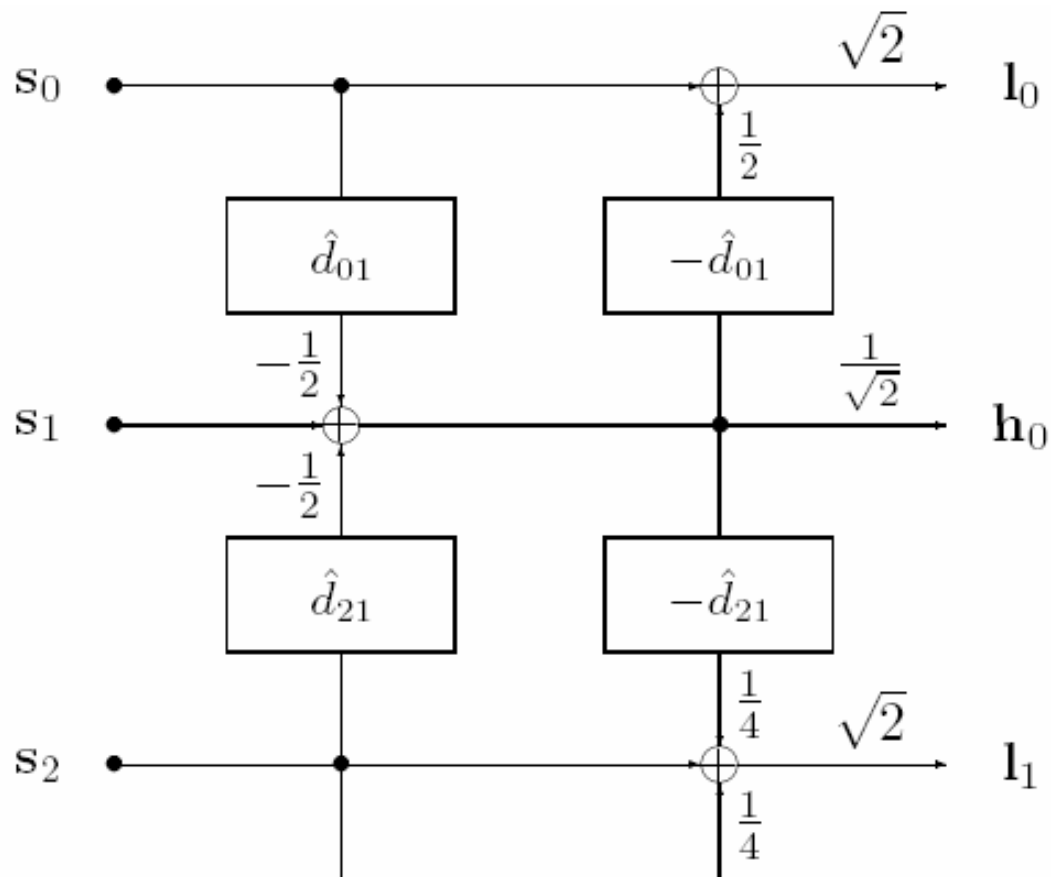 s₀ √2 l₀
1/2
d̂₀₁ −d̂₀₁
−1/2 1/√2
s₁ h₀
−1/2
d̂₂₁ −d̂₂₁
1/4 √2
s₂ l₁
1/4